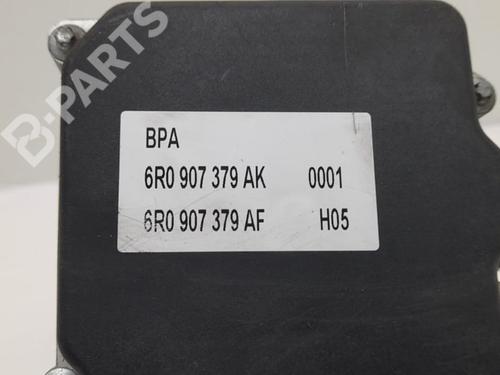 B-PARTS
BPA
6R0 907 379 AK 0001
6R0 907 379 AF H05